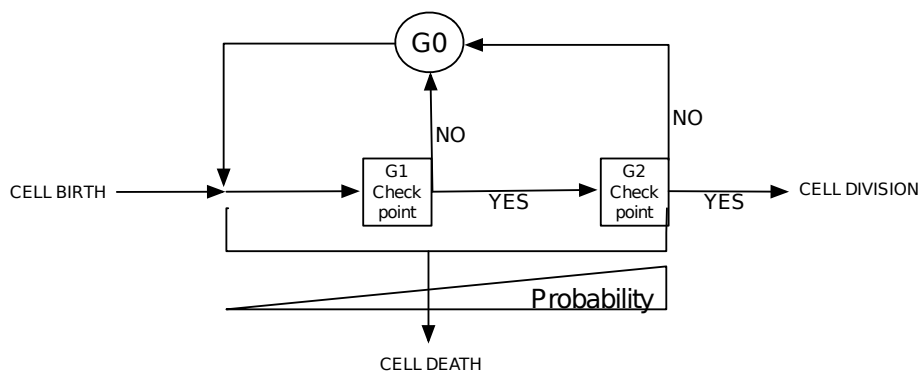 G0
NO
NO
CELL BIRTH
G1
Check
point
YES
G2
Check
point
YES
CELL DIVISION
Probability
CELL DEATH